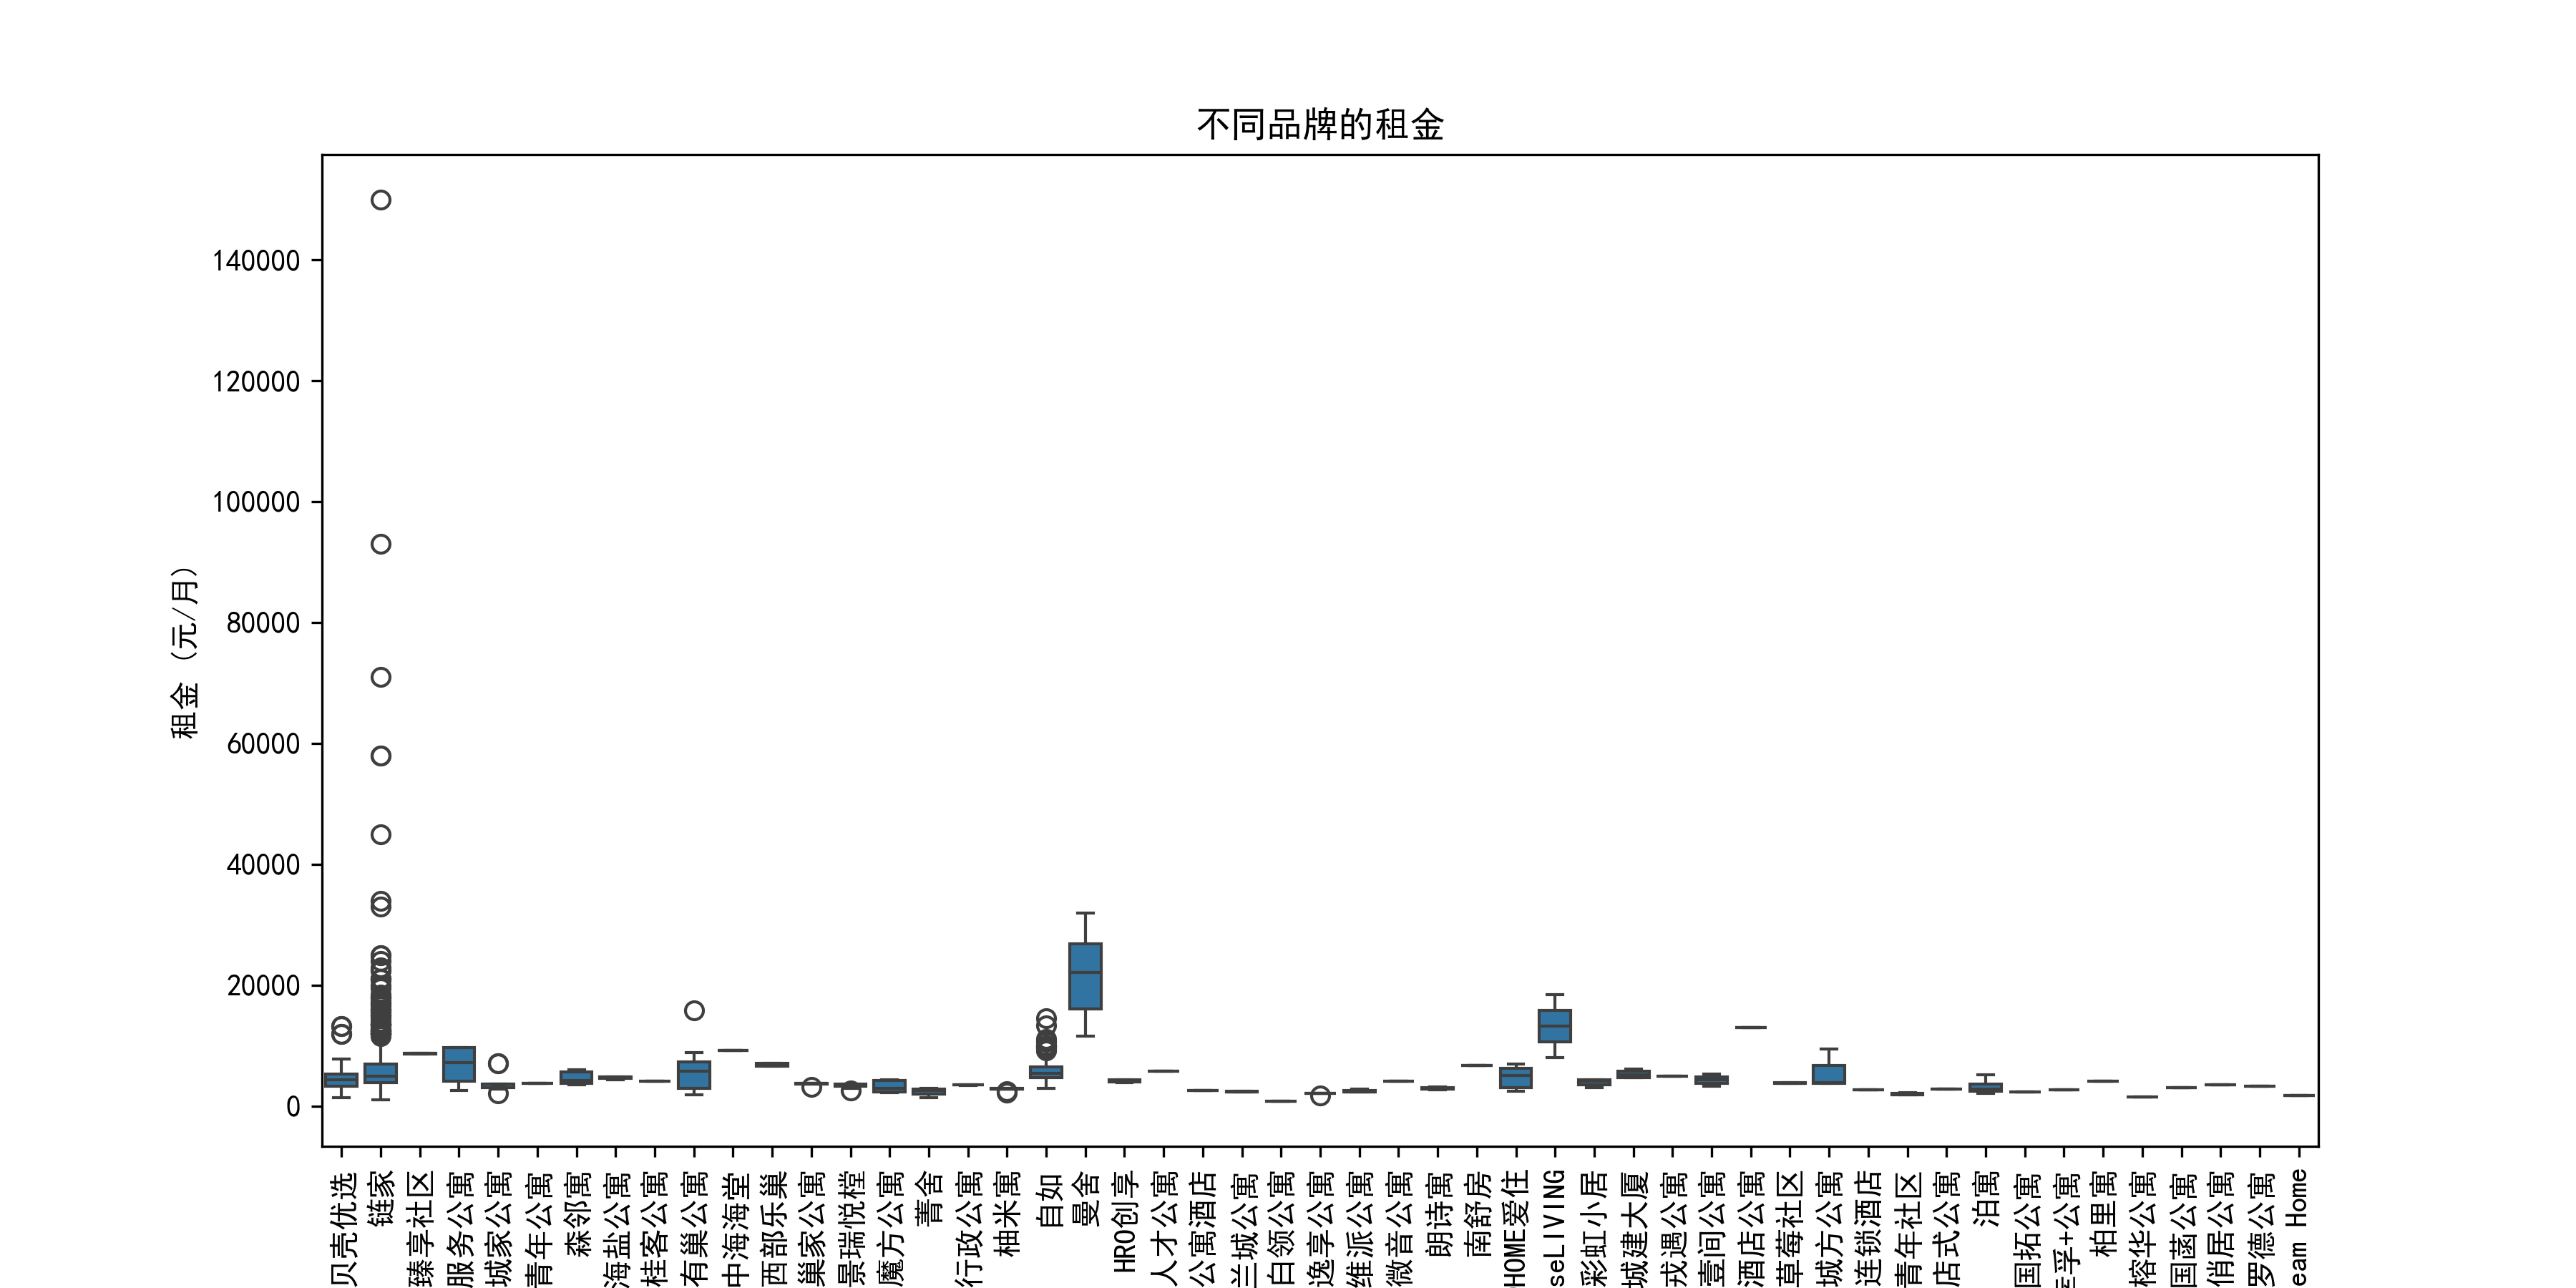 不同品牌的租金
租金 (元/月)
140000
120000
100000
80000
60000
40000
20000
0
贝壳优选
链家
臻享社区
服务公寓
城家公寓
青年公寓
森邻寓
海盐公寓
桂客公寓
有巢公寓
中海海堂
西部乐巢
巢家公寓
景瑞悦樘
魔方公寓
菁舍
行政公寓
柚米寓
自如
曼舍
HRO创享
人才公寓
公寓酒店
兰城公寓
白领公寓
逸享公寓
维派公寓
微音公寓
朗诗寓
南舒房
HOME爱住
seLIVING
彩虹小居
城建大厦
戎遇公寓
壹间公寓
酒店公寓
草莓社区
城方公寓
连锁酒店
青年社区
店式公寓
泊寓
国拓公寓
孚+公寓
柏里寓
榕华公寓
国菡公寓
俏居公寓
罗德公寓
eam Home